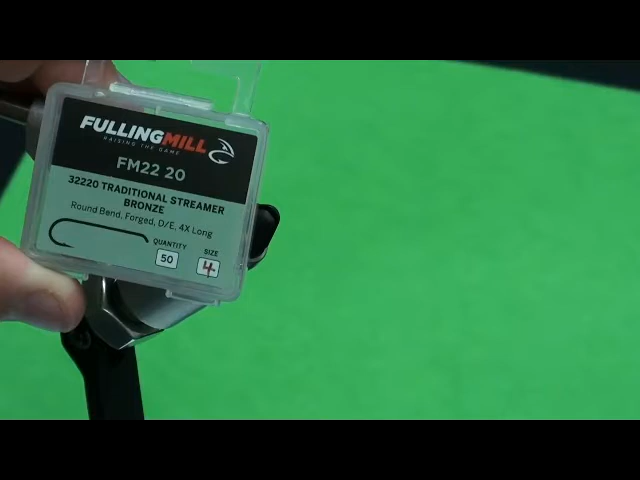 FULLINGMILL
RAISING THE GAME
FM22 20
32220 TRADITIONAL STREAMER
BRONZE
Round Bend, Forged, D/E, 4X Long
QUANTITY
50
SIZE
4